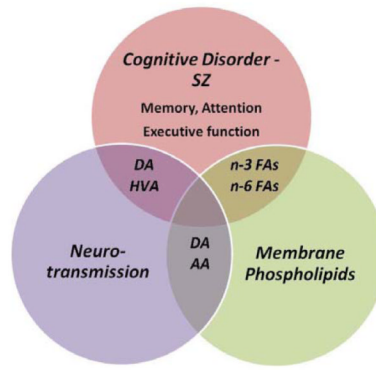 Cognitive Disorder -
SZ
Memory, Attention
Executive function
DA
HVA
n-3 FAs
n-6 FAs
Neuro-
transmission
DA
AA
Membrane
Phospholipids